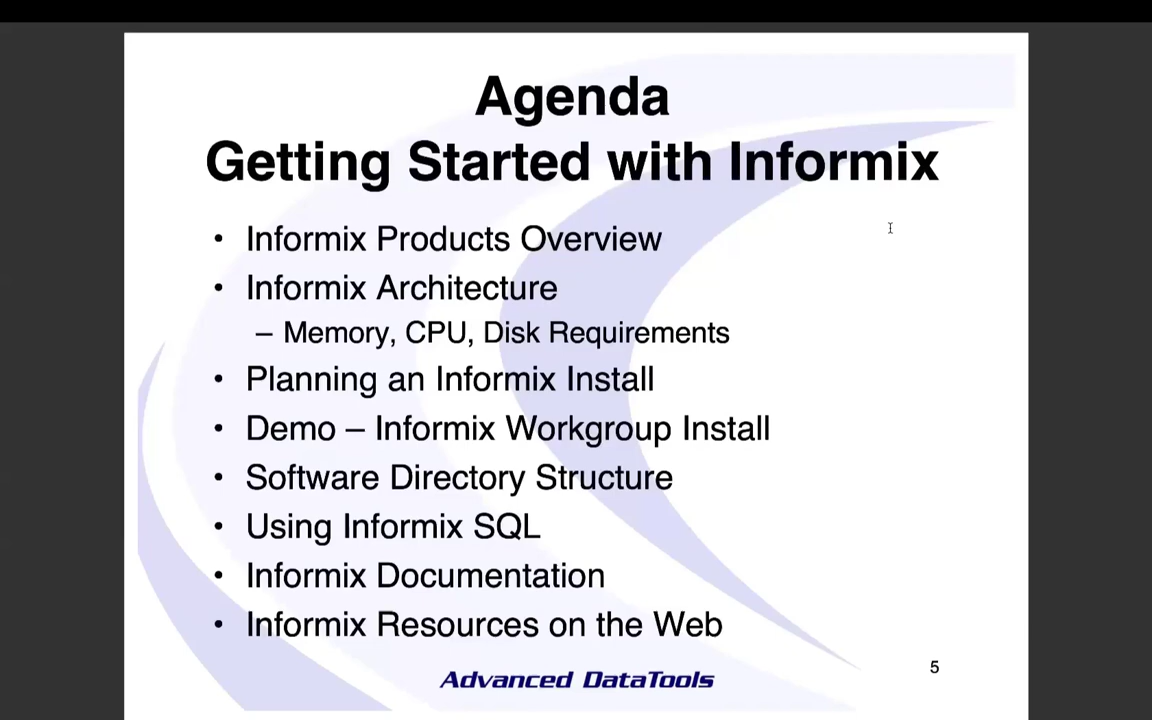 Agenda
Getting Started with Informix
• Informix Products Overview
• Informix Architecture
– Memory, CPU, Disk Requirements
• Planning an Informix Install
• Demo – Informix Workgroup Install
• Software Directory Structure
• Using Informix SQL
• Informix Documentation
• Informix Resources on the Web
5
Advanced DataTools